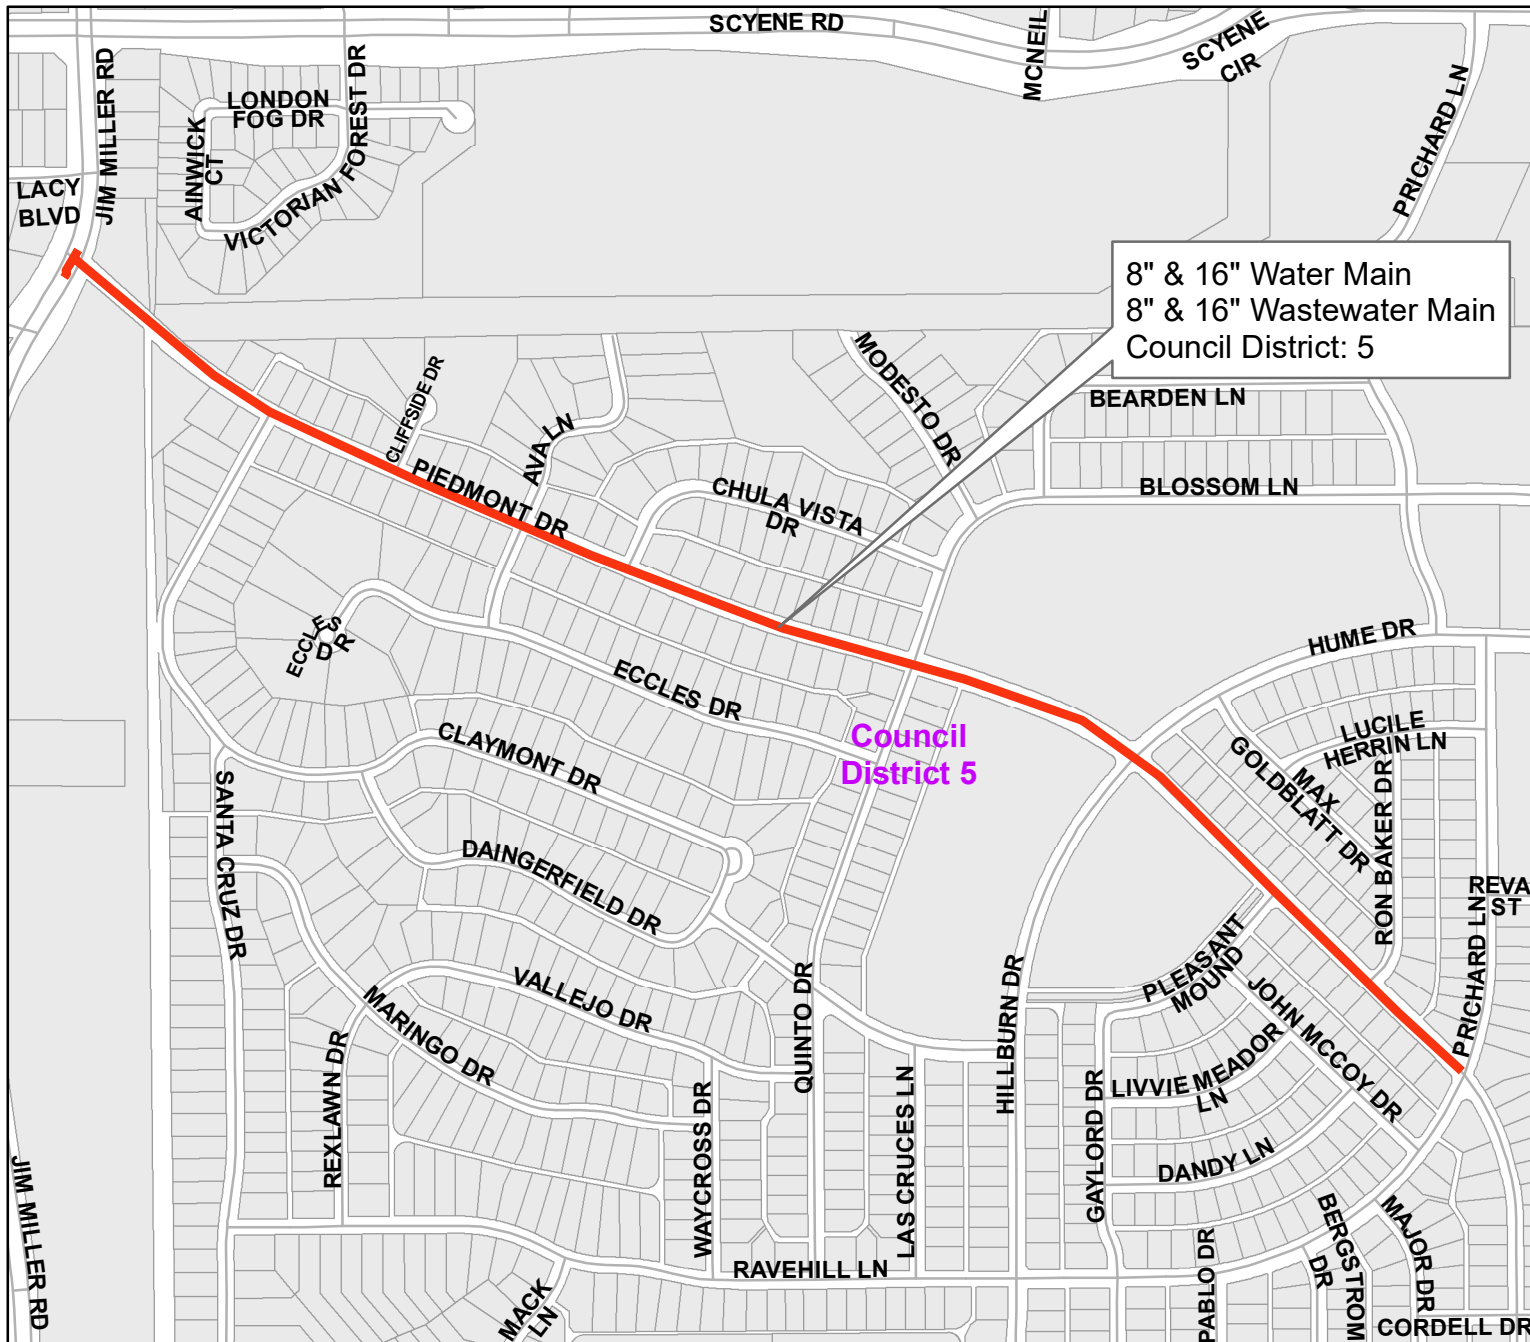 SCYENE RD
MCNEIL
SCYENE
CIR
JIM MILLER RD
LONDON
FOG DR
VICTORIAN FOREST DR
AINWICK
CT
PRICHARD LN
LACY
BLVD
8" & 16" Water Main
8" & 16" Wastewater Main
Council District: 5
MODESTO DR
CLIFFSIDE DR
BEARDEN LN
AVA LN
PIEDMONT DR
CHULA VISTA
DR
BLOSSOM LN
ECCLES
DR
HUME DR
ECCLES DR
LUCILE
HERRIN LN
Council
District 5
CLAYMONT DR
MAX
GOLDBLATT DR
RON BAKER DR
SANTA CRUZ DR
DAINGERFIELD DR
REVA
ST
PLEASANT
MOUND
PRICHARD LN
VALLEJO DR
QUINTO DR
HILLBURN DR
JOHN MCCOY DR
MARINGO DR
REXLAWN DR
LIVVIE MEADOR
LN
GAYLORD DR
WAYCROSS DR
LAS CRUCES LN
DANDY LN
JIM MILLER RD
RAVEHILL LN
PABLO DR
BERGSTROM
DR
MAJOR DR
MACK
LN
CORDELL DR